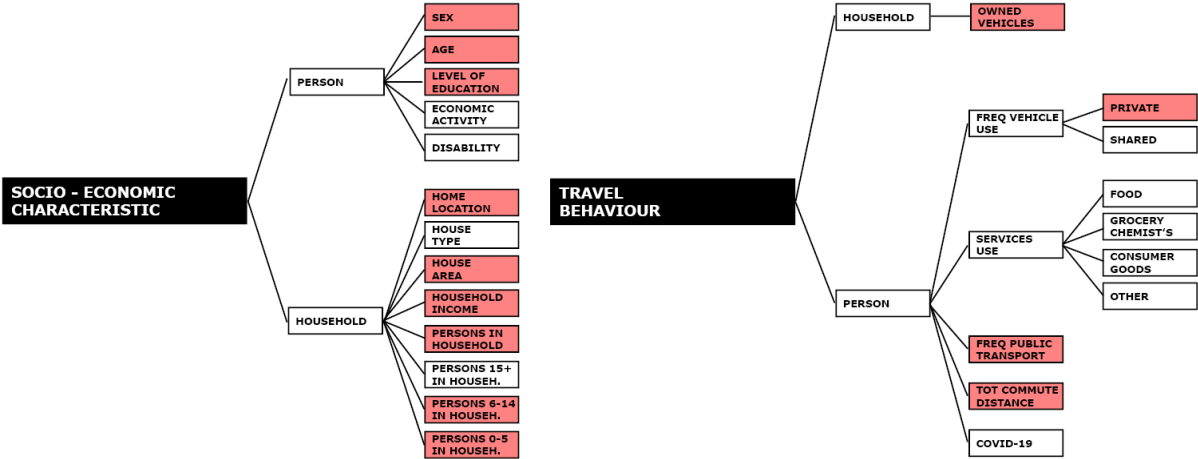 SOCIO - ECONOMIC
CHARACTERISTIC
PERSON
SEX
AGE
LEVEL OF
EDUCATION
ECONOMIC
ACTIVITY
DISABILITY
HOUSEHOLD
HOME
LOCATION
HOUSE
TYPE
HOUSE
AREA
HOUSEHOLD
INCOME
PERSONS IN
HOUSEHOLD
PERSONS 15+
IN HOUSEH.
PERSONS 6-14
IN HOUSEH.
PERSONS 0-5
IN HOUSEH.
TRAVEL
BEHAVIOUR
HOUSEHOLD
OWNED
VEHICLES
PERSON
FREQ VEHICLE
USE
PRIVATE
SHARED
SERVICES
USE
FOOD
GROCERY
CHEMIST'S
CONSUMER
GOODS
OTHER
FREQ PUBLIC
TRANSPORT
TOT COMMUTE
DISTANCE
COVID-19